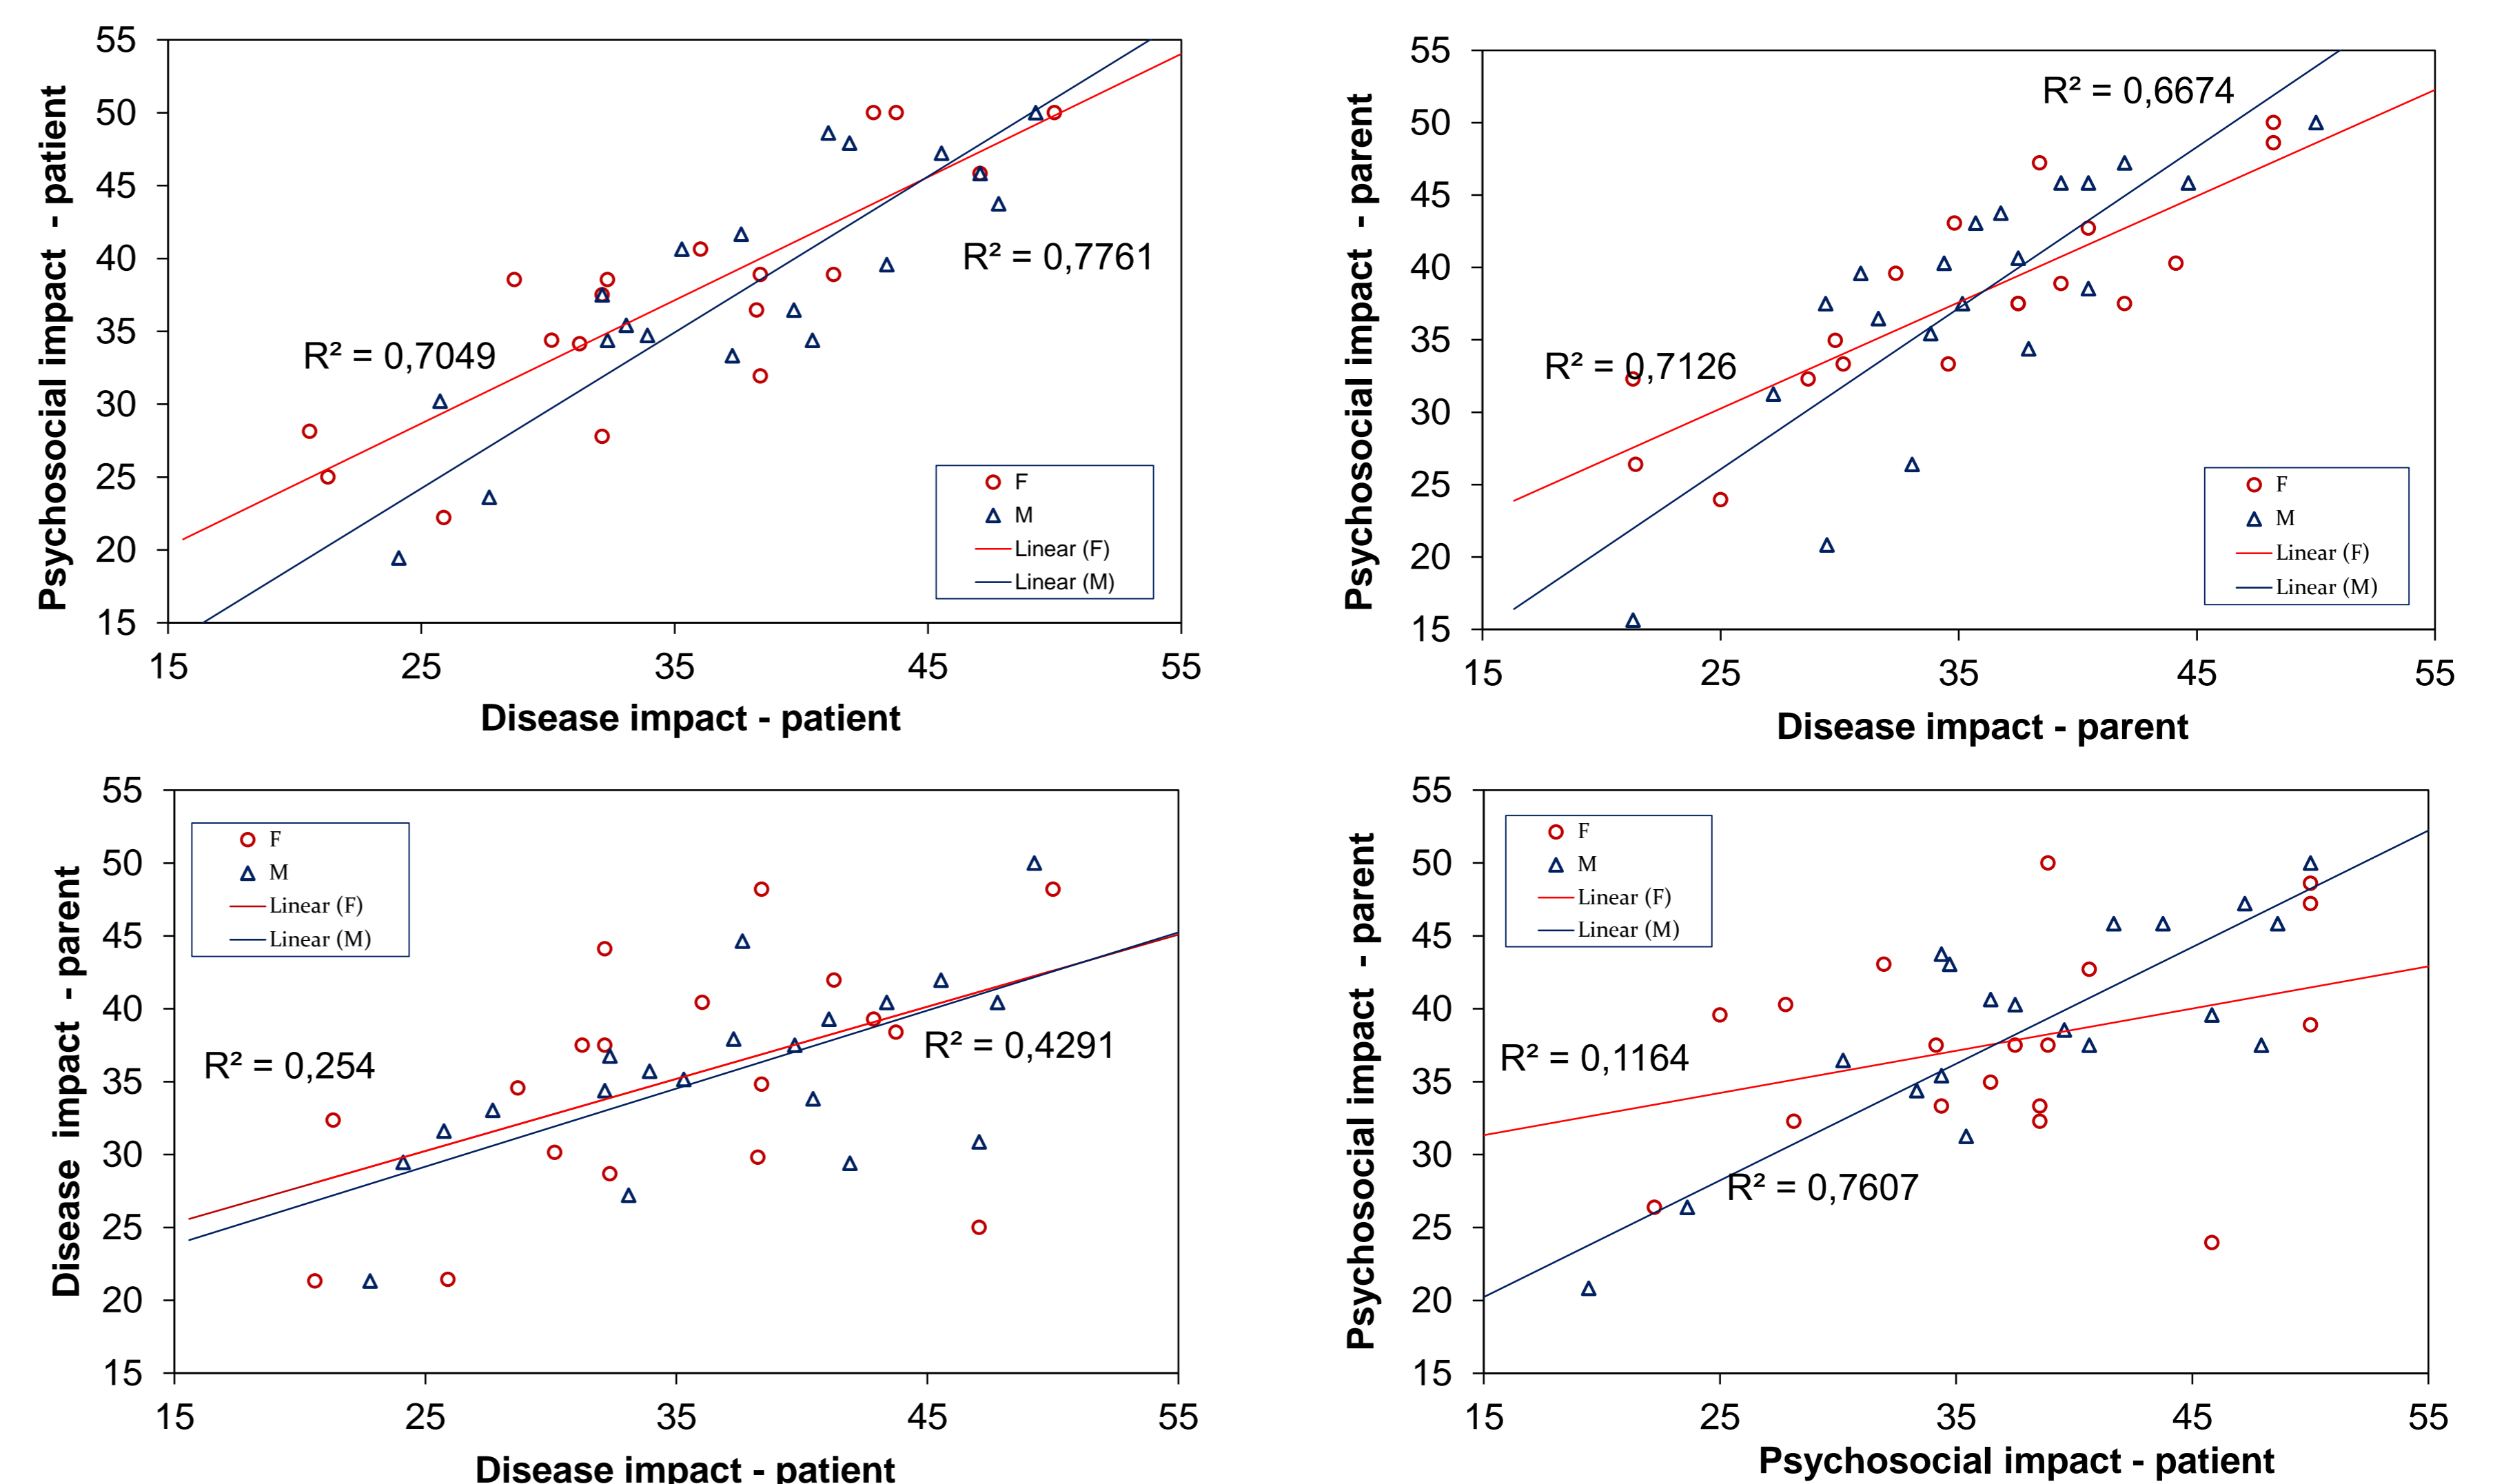 55
50
45
40
35
30
25
20
15
Psychosocial impact - patient
R² = 0,7049
R² = 0,7761
F
M
Linear (F)
Linear (M)
15 25 35 45 55
Disease impact - patient
55
50
45
40
35
30
25
20
15
Psychosocial impact - parent
R² = 0,6674
R² = 0,7126
F
M
Linear (F)
Linear (M)
15 25 35 45 55
Disease impact - parent
55
50
45
40
35
30
25
20
15
Disease impact - parent
F
M
Linear (F)
Linear (M)
R² = 0,254
R² = 0,4291
15 25 35 45 55
Disease impact - patient
55
50
45
40
35
30
25
20
15
Psychosocial impact - parent
F
M
Linear (F)
Linear (M)
R² = 0,1164
R² = 0,7607
15 25 35 45 55
Psychosocial impact - patient